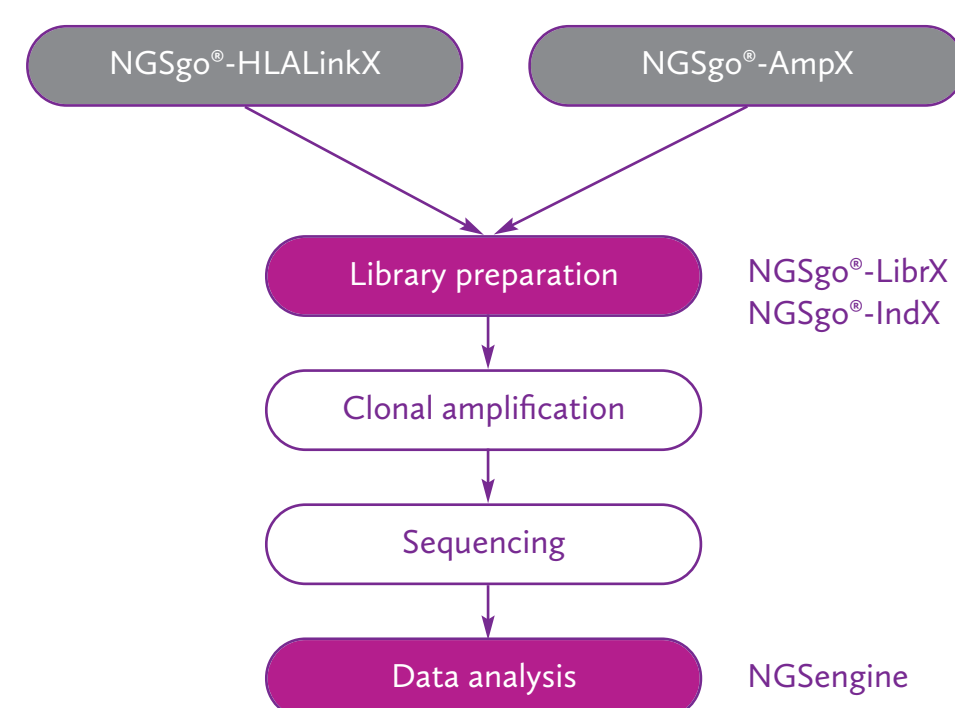 NGSgo®-HLALinkX
NGSgo®-AmpX
Library preparation
NGSgo®-LibrX
NGSgo®-IndX
Clonal amplification
Sequencing
Data analysis
NGSengine